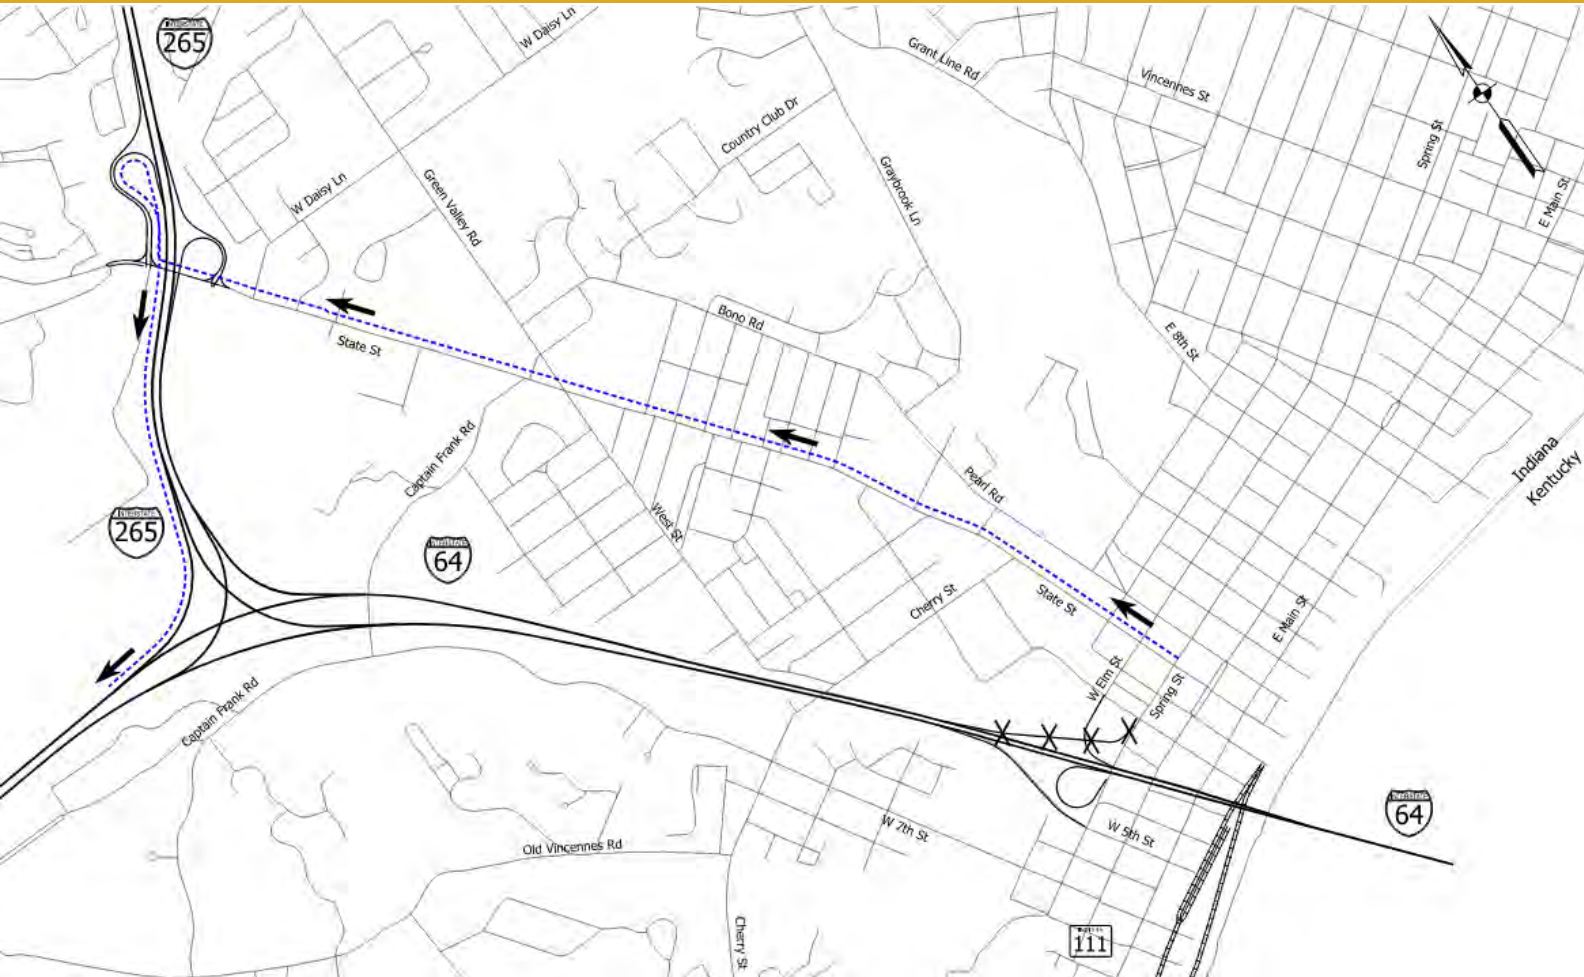 265
W Daisy Ln
Grant Line Rd
Vincennes St
Country Club Dr
Spring St
W Daisy Ln
Green Valley Rd
Graybrook Ln
E Main St
Bono Rd
State St
E 8th St
Captain Frank Rd
Pearl Rd
Indiana
Kentucky
INTERSTATE
265
West St
INTERSTATE
64
Cherry St
State St
E Main St
W Elm St
Spring St
Captain Frank Rd
INTERSTATE
64
W 7th St
W 5th St
Old Vincennes Rd
Cherry St
111